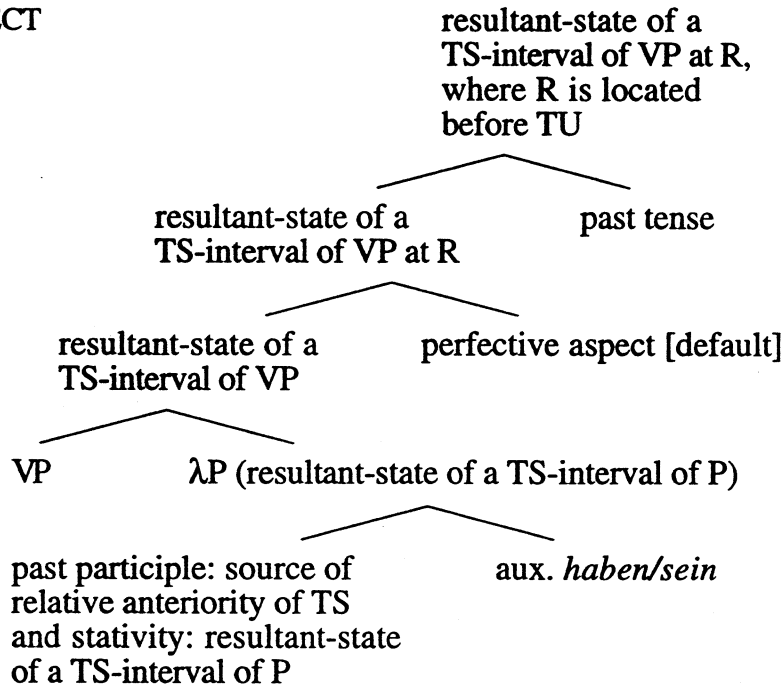 resultant-state of a
TS-interval of VP at R,
where R is located
before TU
resultant-state of a
TS-interval of VP at R
past tense
resultant-state of a
TS-interval of VP
perfective aspect [default]
VP
λP (resultant-state of a TS-interval of P)
past participle: source of
relative anteriority of TS
and stativity: resultant-state
of a TS-interval of P
aux. haben/sein